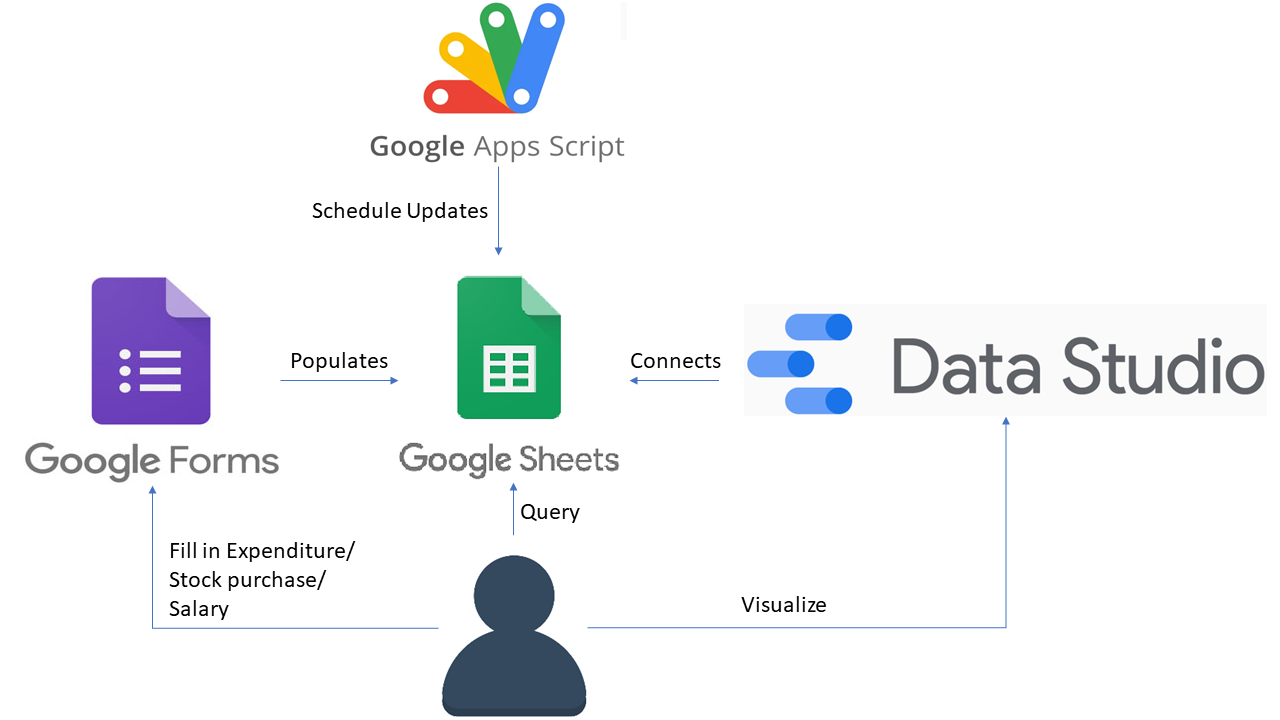 Google Apps Script
Schedule Updates
Populates
Connects
Data Studio
Google Forms
Google Sheets
Query
Fill in Expenditure/
Stock purchase/
Salary
Visualize